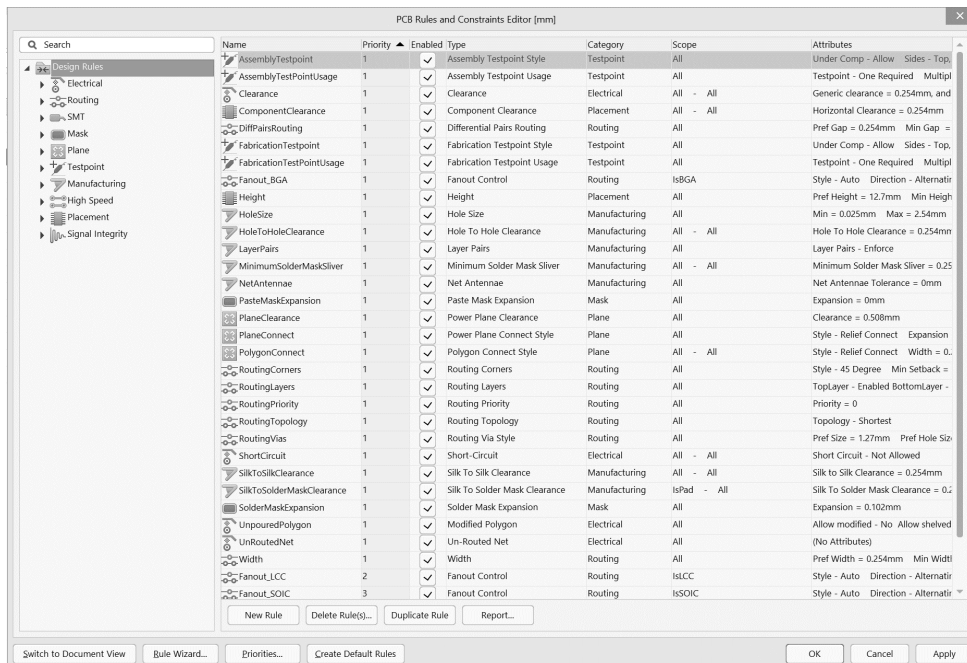 PCB Rules and Constraints Editor [mm]
Search
Design Rules
Electrical
Routing
SMT
Mask
Plane
Testpoint
Manufacturing
High Speed
Placement
Signal Integrity
Name Priority Enabled Type Category Scope Attributes
AssemblyTestpoint 1 Assembly Testpoint Style Testpoint All Under Comp - Allow Sides - Top,
AssemblyTestPointUsage 1 Assembly Testpoint Usage Testpoint All Testpoint - One Required Multipl
Clearance 1 Clearance Electrical All - All Generic clearance = 0.254mm, and
ComponentClearance 1 Component Clearance Placement All - All Horizontal Clearance = 0.254mm
DiffPairsRouting 1 Differential Pairs Routing Routing All Pref Gap = 0.254mm Min Gap =
FabricationTestpoint 1 Fabrication Testpoint Style Testpoint All Under Comp - Allow Sides - Top,
FabricationTestPointUsage 1 Fabrication Testpoint Usage Testpoint All Testpoint - One Required Multipl
Fanout_BGA 1 Fanout Control Routing IsBGA Style - Auto Direction - Alternatin
Height 1 Height Placement All Pref Height = 12.7mm Min Heigh
HoleSize 1 Hole Size Manufacturing All Min = 0.025mm Max = 2.54mm
HoleToHoleClearance 1 Hole To Hole Clearance Manufacturing All - All Hole To Hole Clearance = 0.254mm
LayerPairs 1 Layer Pairs Manufacturing All Layer Pairs - Enforce
MinimumSolderMaskSliver 1 Minimum Solder Mask Sliver Manufacturing All - All Minimum Solder Mask Sliver = 0.25
NetAntennae 1 Net Antennae Manufacturing All Net Antennae Tolerance = 0mm
PasteMaskExpansion 1 Paste Mask Expansion Mask All Expansion = 0mm
PlaneClearance 1 Power Plane Clearance Plane All Clearance = 0.508mm
PlaneConnect 1 Power Plane Connect Style Plane All Style - Relief Connect Expansion
PolygonConnect 1 Polygon Connect Style Plane All - All Style - Relief Connect Width = 0.
RoutingCorners 1 Routing Corners Routing All Style - 45 Degree Min Setback =
RoutingLayers 1 Routing Layers Routing All TopLayer - Enabled BottomLayer -
RoutingPriority 1 Routing Priority Routing All Priority = 0
RoutingTopology 1 Routing Topology Routing All Topology - Shortest
RoutingVias 1 Routing Via Style Routing All Pref Size = 1.27mm Pref Hole Size
ShortCircuit 1 Short-Circuit Electrical All - All Short Circuit - Not Allowed
SilkToSilkClearance 1 Silk To Silk Clearance Manufacturing All - All Silk to Silk Clearance = 0.254mm
SilkToSolderMaskClearance 1 Silk To Solder Mask Clearance Manufacturing IsPad - All Silk To Solder Mask Clearance = 0.2
SolderMaskExpansion 1 Solder Mask Expansion Mask All Expansion = 0.102mm
UnpouredPolygon 1 Modified Polygon Electrical All Allow modified - No Allow shelved
UnRoutedNet 1 Un-Routed Net Electrical All (No Attributes)
Width 1 Width Routing All Pref Width = 0.254mm Min Widtl
Fanout_LCC 2 Fanout Control Routing IsLCC Style - Auto Direction - Alternatin
Fanout_SOIC 3 Fanout Control Routing IsSOIC Style - Auto Direction - Alternatin
New Rule Delete Rule(s)... Duplicate Rule Report...
Switch to Document View Rule Wizard... Priorities... Create Default Rules OK Cancel Apply